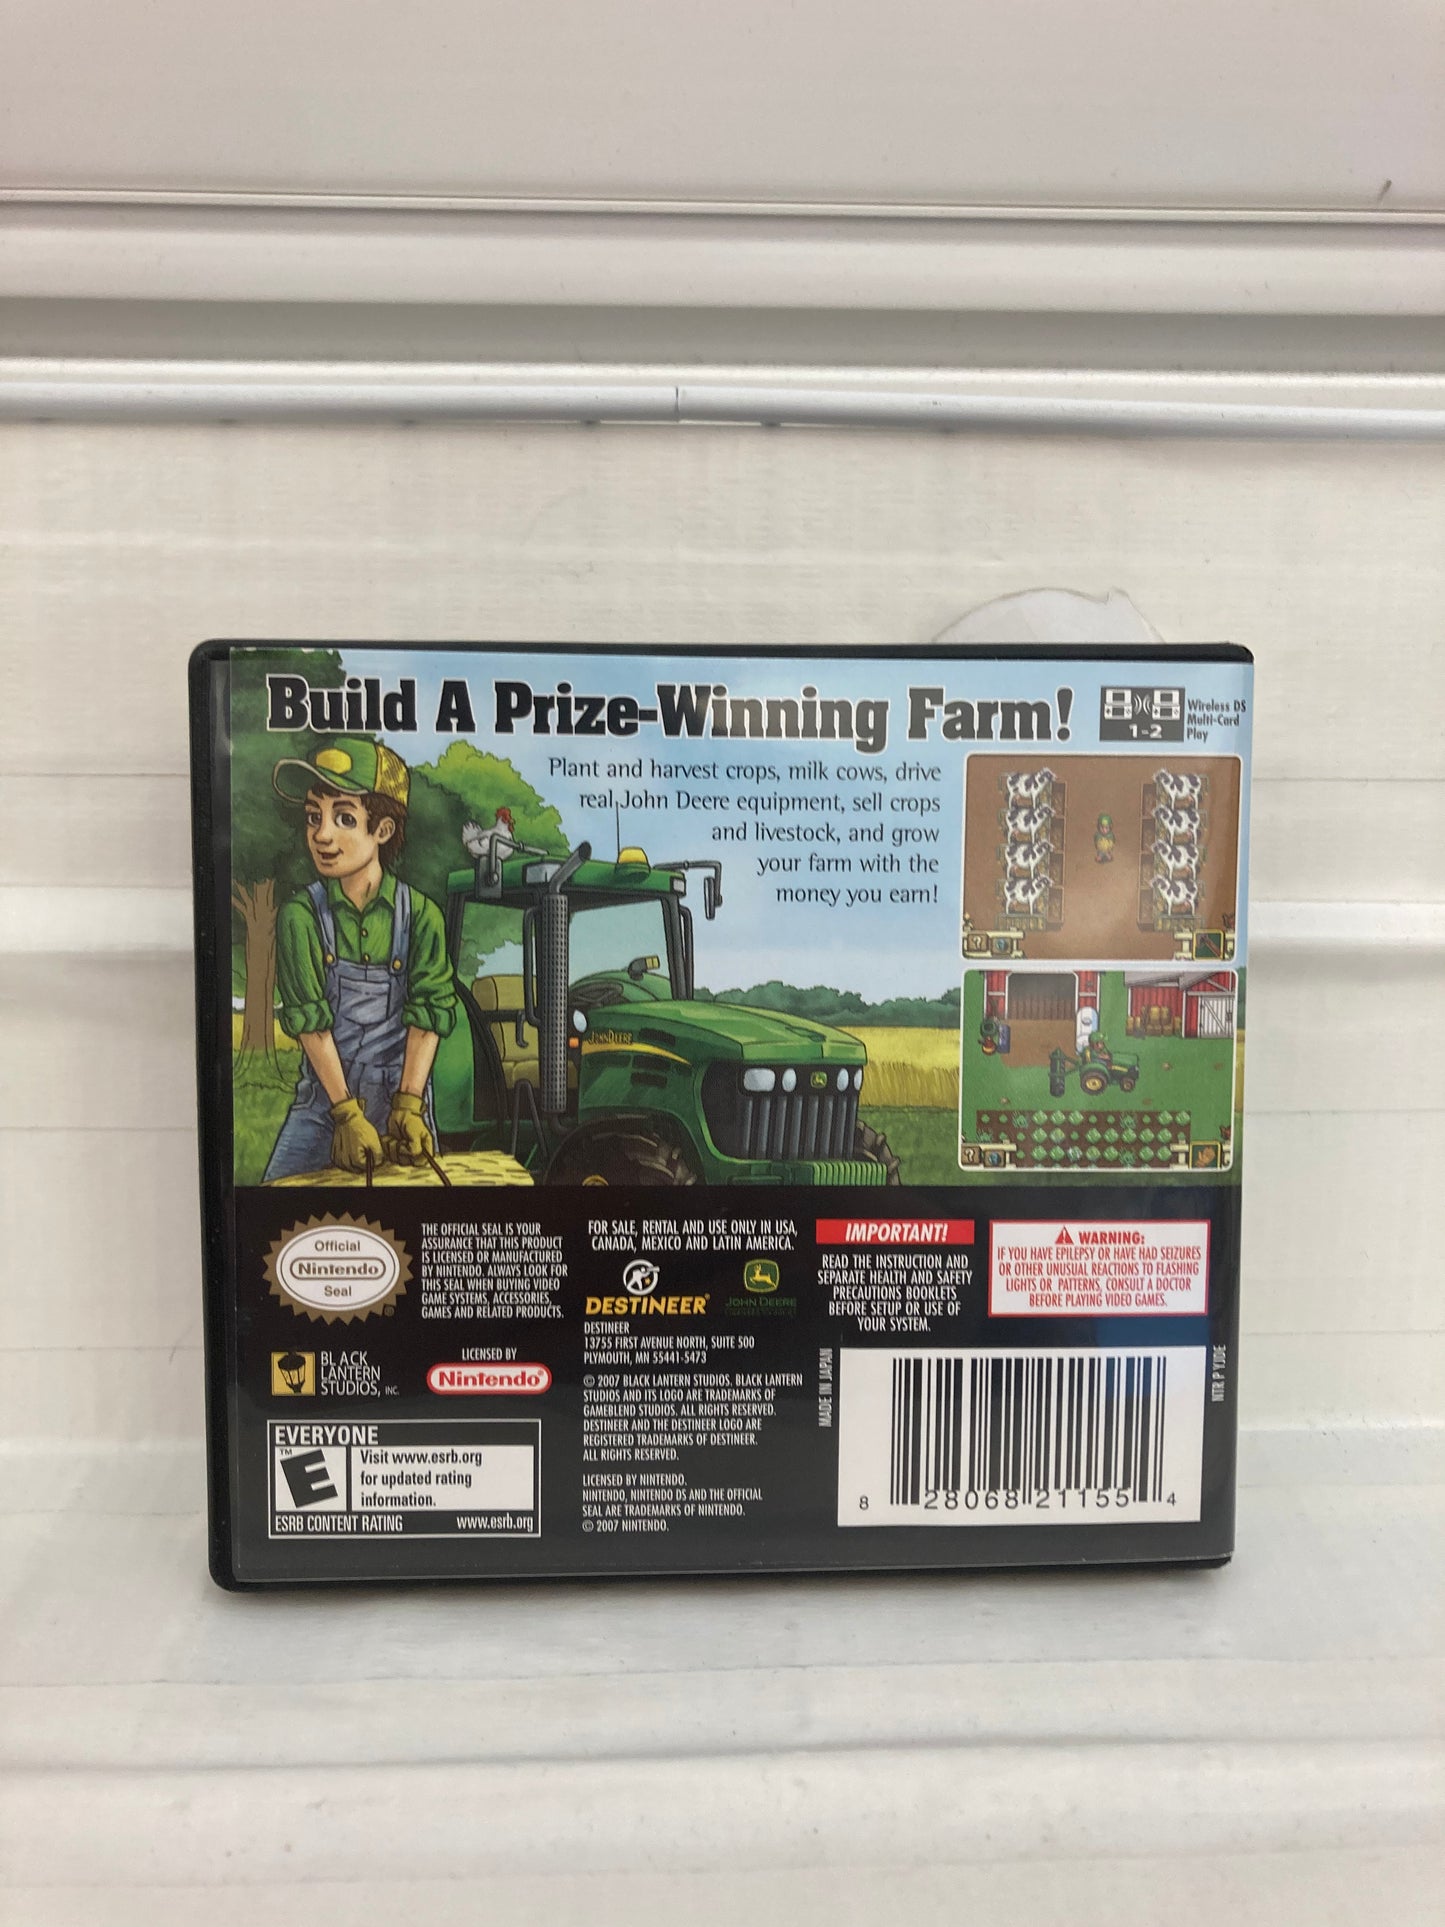 Build A Prize-Winning Farm!
1-2
Wireless DS
Multi-Card
Play
Plant and harvest crops, milk cows, drive
real John Deere equipment, sell crops
and livestock, and grow
your farm with the
money you earn!
JOHN DEERE
Official
Nintendo
Seal
THE OFFICIAL SEAL IS YOUR
ASSURANCE THAT THIS PRODUCT
IS LICENSED OR MANUFACTURED
BY NINTENDO. ALWAYS LOOK FOR
THIS SEAL WHEN BUYING VIDEO
GAME SYSTEMS, ACCESSORIES,
GAMES AND RELATED PRODUCTS.
BLACK
LANTERN
STUDIOS, INC.
LICENSED BY
Nintendo®
EVERYONE
E
TM
Visit www.esrb.org
for updated rating
information.
ESRB CONTENT RATING www.esrb.org
FOR SALE, RENTAL AND USE ONLY IN USA,
CANADA, MEXICO AND LATIN AMERICA.
DESTINEER®
JOHN DEERE
DESTINEER
13755 FIRST AVENUE NORTH, SUITE 500
PLYMOUTH, MN 55441-5473
© 2007 BLACK LANTERN STUDIOS. BLACK LANTERN
STUDIOS AND ITS LOGO ARE TRADEMARKS OF
GAMEBLEND STUDIOS. ALL RIGHTS RESERVED.
DESTINEER AND THE DESTINEER LOGO ARE
REGISTERED TRADEMARKS OF DESTINEER.
ALL RIGHTS RESERVED.
LICENSED BY NINTENDO.
NINTENDO, NINTENDO DS AND THE OFFICIAL
SEAL ARE TRADEMARKS OF NINTENDO.
© 2007 NINTENDO.
IMPORTANT!
READ THE INSTRUCTION AND
SEPARATE HEALTH AND SAFETY
PRECAUTIONS BOOKLETS
BEFORE SETUP OR USE OF
YOUR SYSTEM.
WARNING:
IF YOU HAVE EPILEPSY OR HAVE HAD SEIZURES
OR OTHER UNUSUAL REACTIONS TO FLASHING
LIGHTS OR PATTERNS, CONSULT A DOCTOR
BEFORE PLAYING VIDEO GAMES.
MADE IN JAPAN
8 28068 21155 4